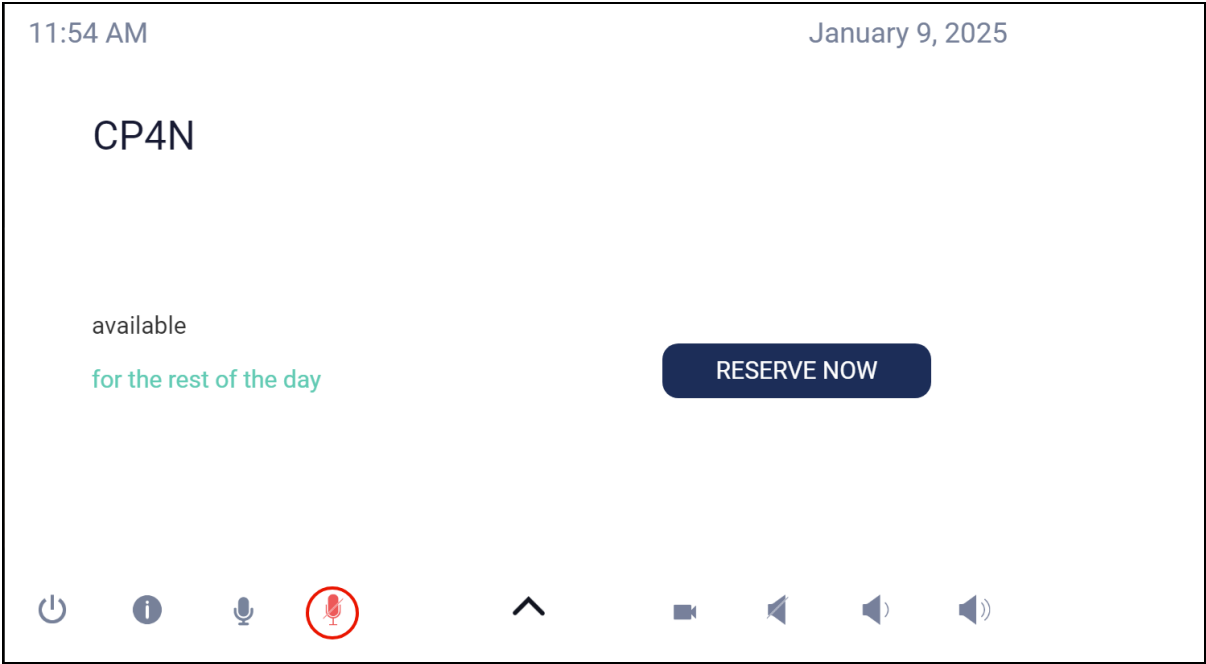 11:54 AM
January 9, 2025
CP4N
available
for the rest of the day
RESERVE NOW